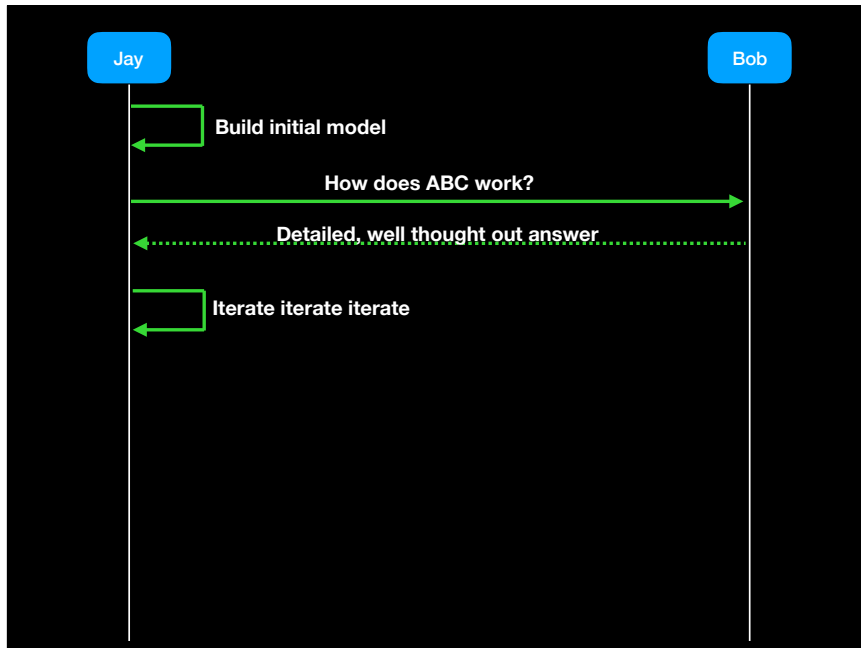 Jay
Bob
Build initial model
How does ABC work?
Detailed, well thought out answer
Iterate iterate iterate